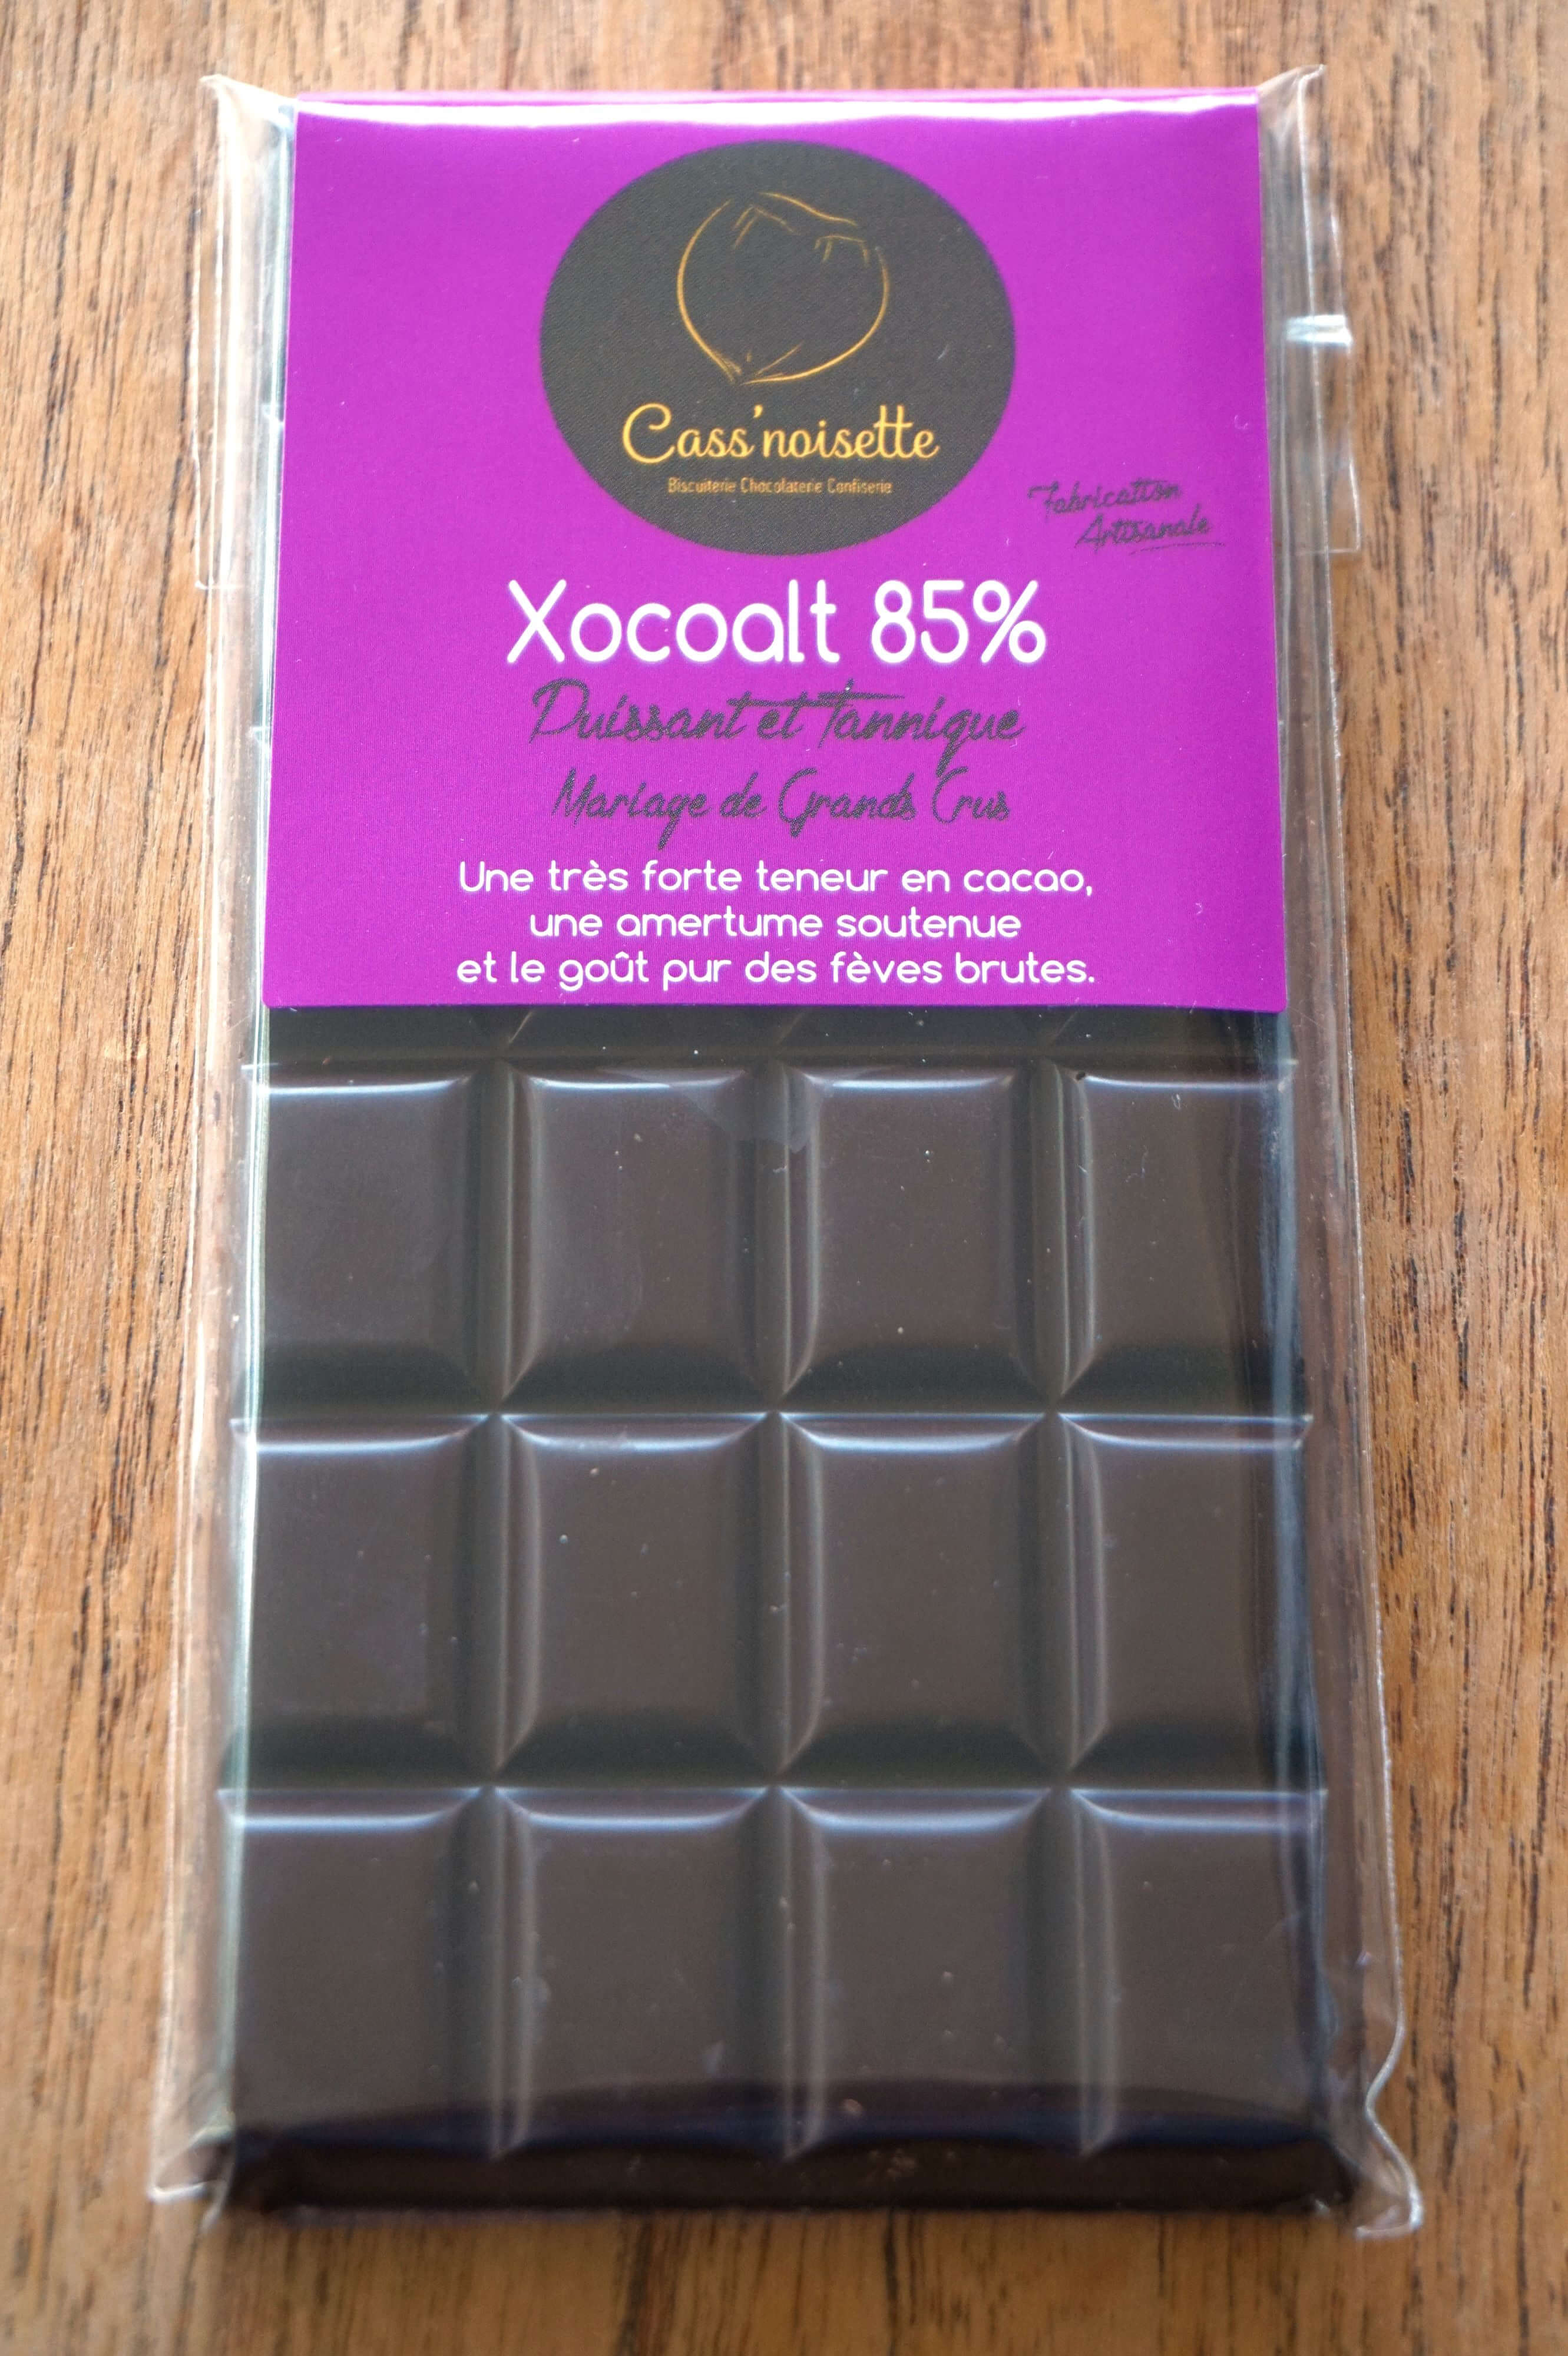 Cass'noisette
Biscuiterie Chocolaterie Confiserie
Fabrication
Artisanale
Xocoalt 85%
Puissant et tannique
Mariage de Grands Crus
Une très forte teneur en cacao,
une amertume soutenue
et le goût pur des fèves brutes.